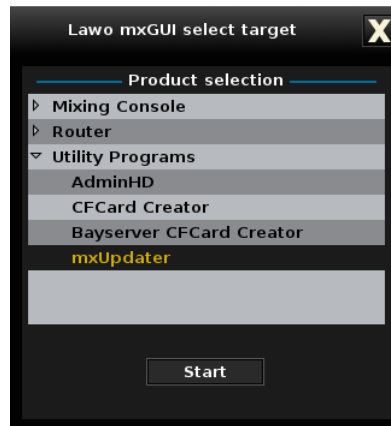 Lawo mxGUI select target
X
Product selection
Mixing Console
Router
Utility Programs
AdminHD
CFCard Creator
Bayserver CFCard Creator
mxUpdater
Start